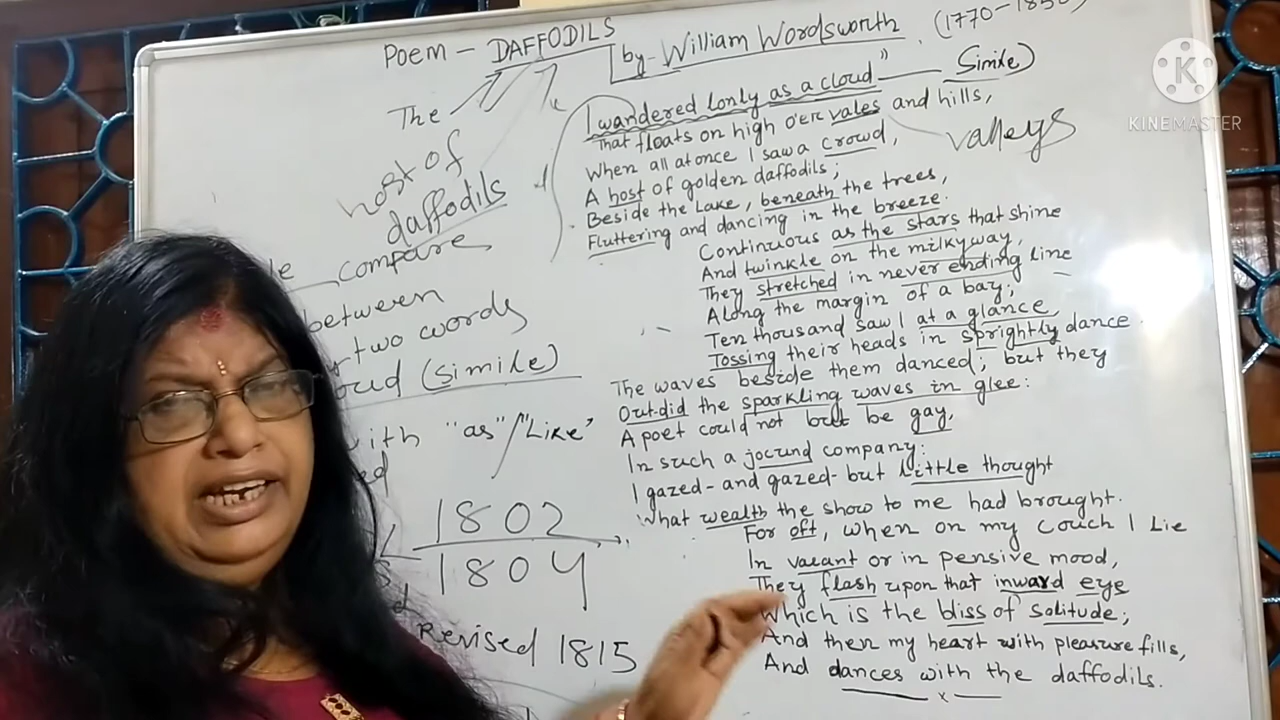 Poem - DAFFODILS
by- William Wordsworth (1770-1850)
KINEMASTER
"I wandered lonly as a cloud" Simile)
That floats on high o'er vales and hills,
valleys
When all at once I saw a crowd,
A host of golden daffodils;
Beside the Lake, beneath the trees,
Fluttering and dancing in the breeze.
Continuous as the stars that shine
And twinkle on the milkyway,
They stretched in never ending line
Along the margin of a bay;
Ten thousand saw I at a glance,
Tossing their heads in sprightly dance.
The waves beside them danced; but they
Out-did the sparkling waves in glee:
A poet could not but be gay,
In such a jocund company:
I gazed-and gazed-but little thought
What wealth the show to me had brought.
For oft, when on my couch I Lie
In vacant or in pensive mood,
They flash upon that inward eye
Which is the bliss of solitude;
And then my heart with pleasure fills,
And dances with the daffodils.
x
The
host of
daffodils
compare
between
two words
(simile)
with "as"/"Like"
1802
1804
Revised 1815